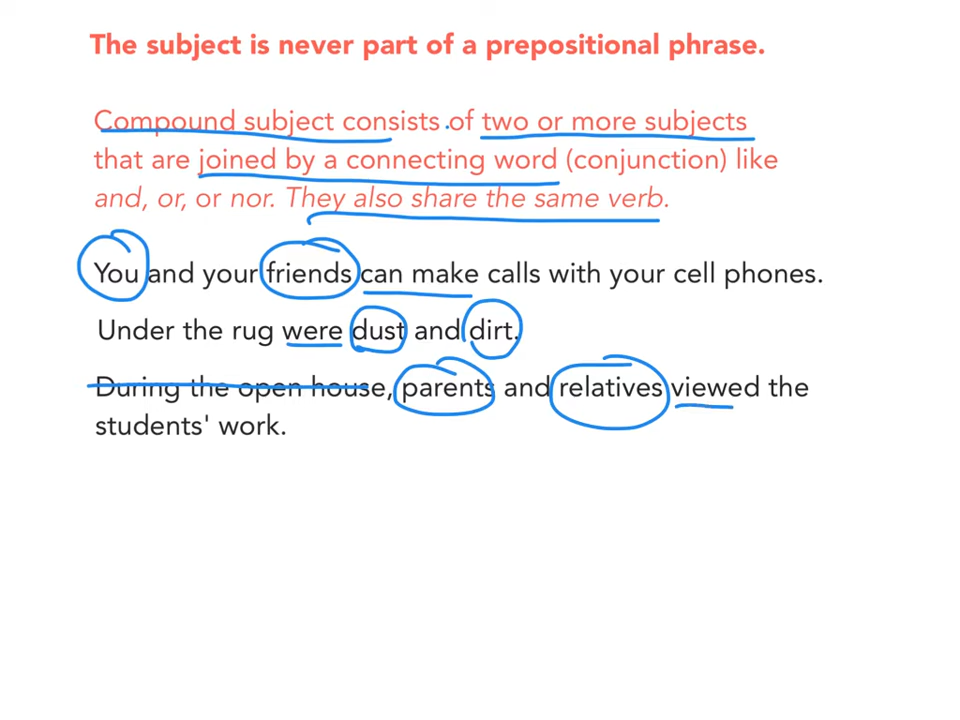 The subject is never part of a prepositional phrase.
Compound subject consists of two or more subjects
that are joined by a connecting word (conjunction) like
and, or, or nor. They also share the same verb.
You and your friends can make calls with your cell phones.
Under the rug were dust and dirt.
During the open house, parents and relatives viewed the
students' work.